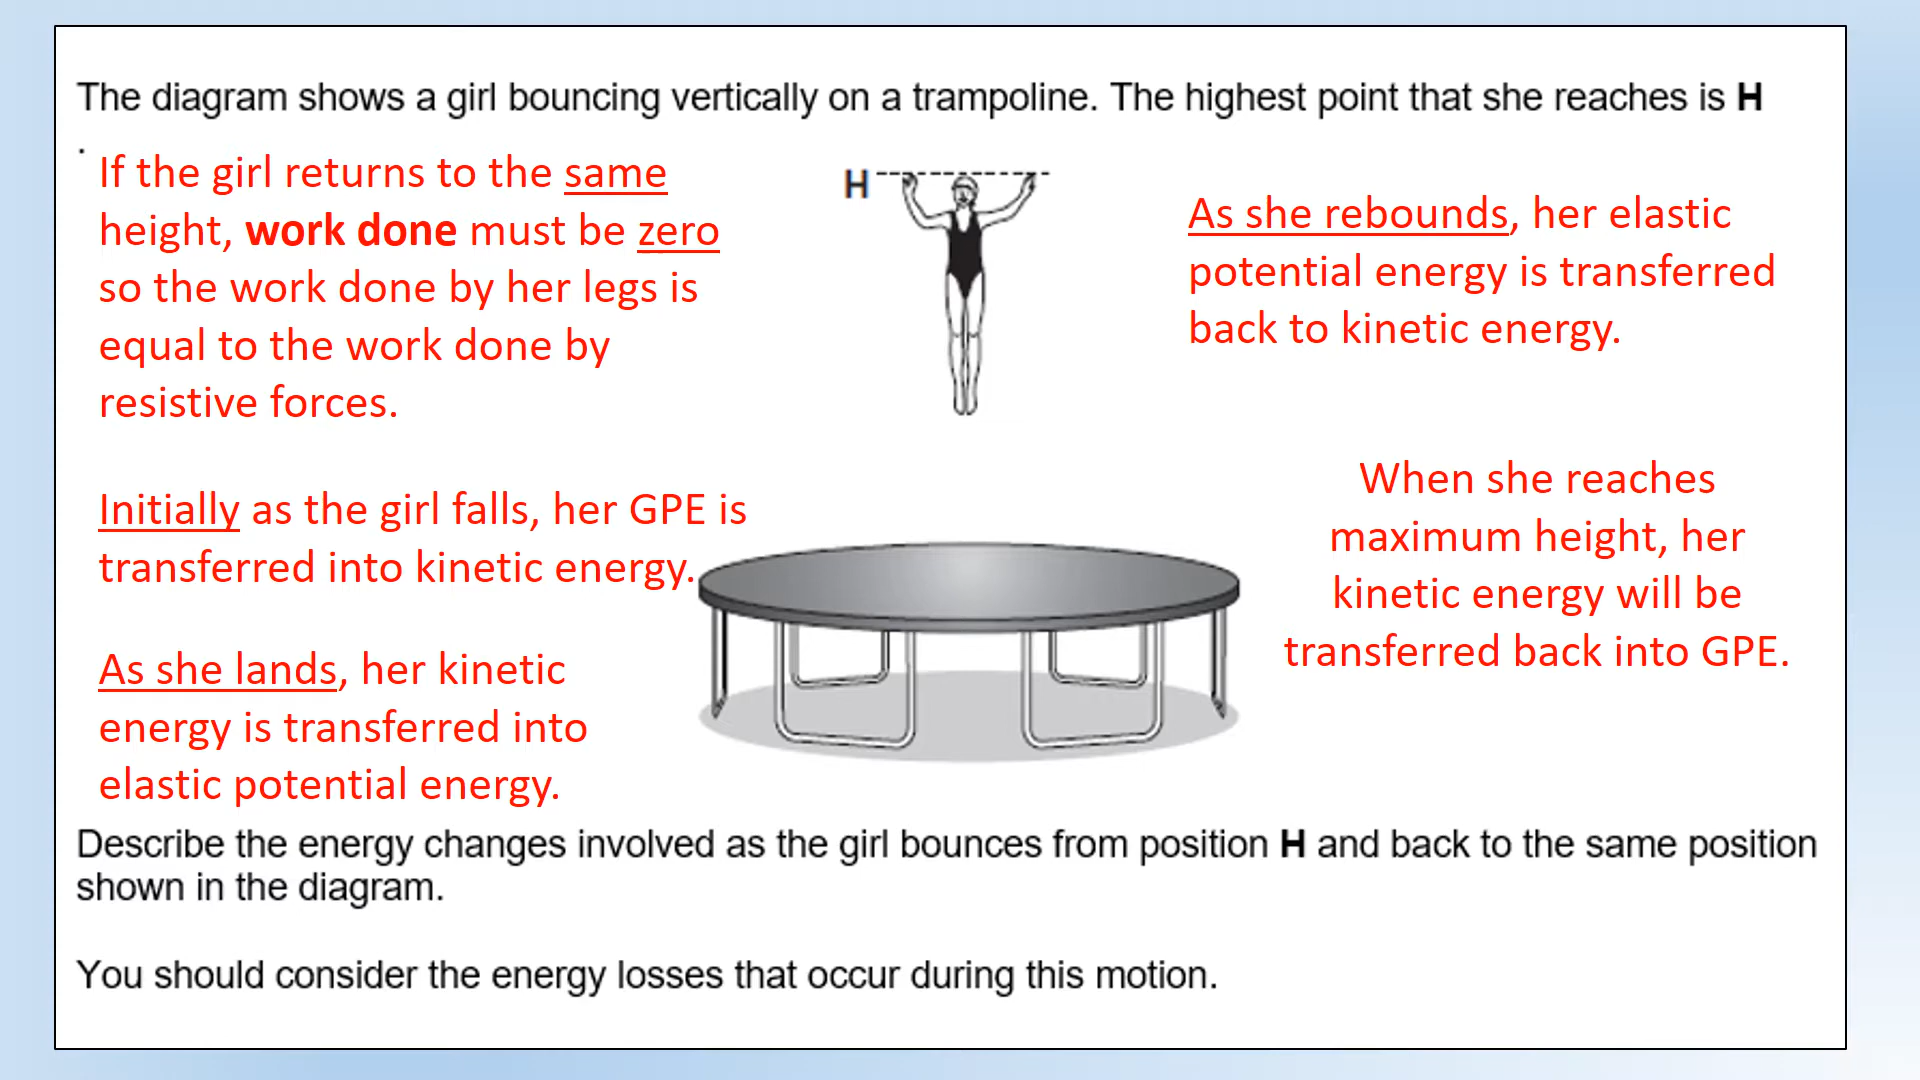 The diagram shows a girl bouncing vertically on a trampoline. The highest point that she reaches is H
.
If the girl returns to the same
height, work done must be zero
so the work done by her legs is
equal to the work done by
resistive forces.
H
As she rebounds, her elastic
potential energy is transferred
back to kinetic energy.
Initially as the girl falls, her GPE is
transferred into kinetic energy.
When she reaches
maximum height, her
kinetic energy will be
transferred back into GPE.
As she lands, her kinetic
energy is transferred into
elastic potential energy.
Describe the energy changes involved as the girl bounces from position H and back to the same position
shown in the diagram.
You should consider the energy losses that occur during this motion.